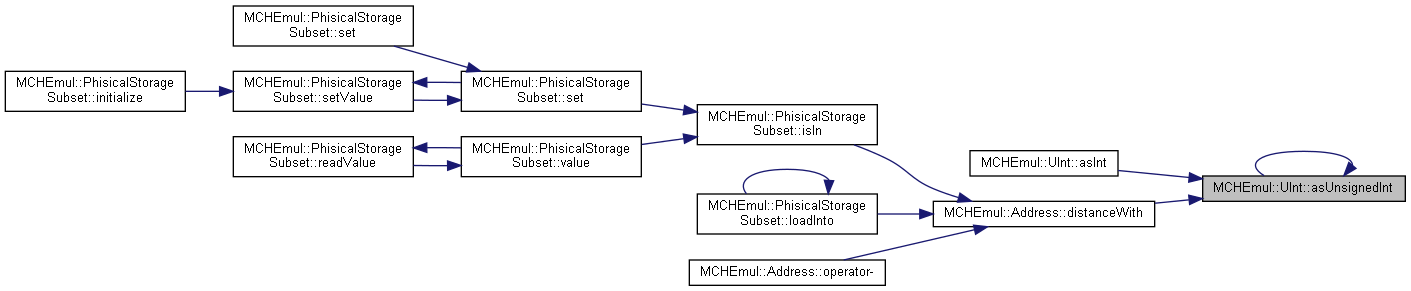 MCHEmul::PhisicalStorage
Subset::set
MCHEmul::PhisicalStorage
Subset::initialize
MCHEmul::PhisicalStorage
Subset::setValue
MCHEmul::PhisicalStorage
Subset::set
MCHEmul::PhisicalStorage
Subset::isIn
MCHEmul::PhisicalStorage
Subset::readValue
MCHEmul::PhisicalStorage
Subset::value
MCHEmul::UInt::asInt
MCHEmul::UInt::asUnsignedInt
MCHEmul::PhisicalStorage
Subset::loadInto
MCHEmul::Address::distanceWith
MCHEmul::Address::operator-